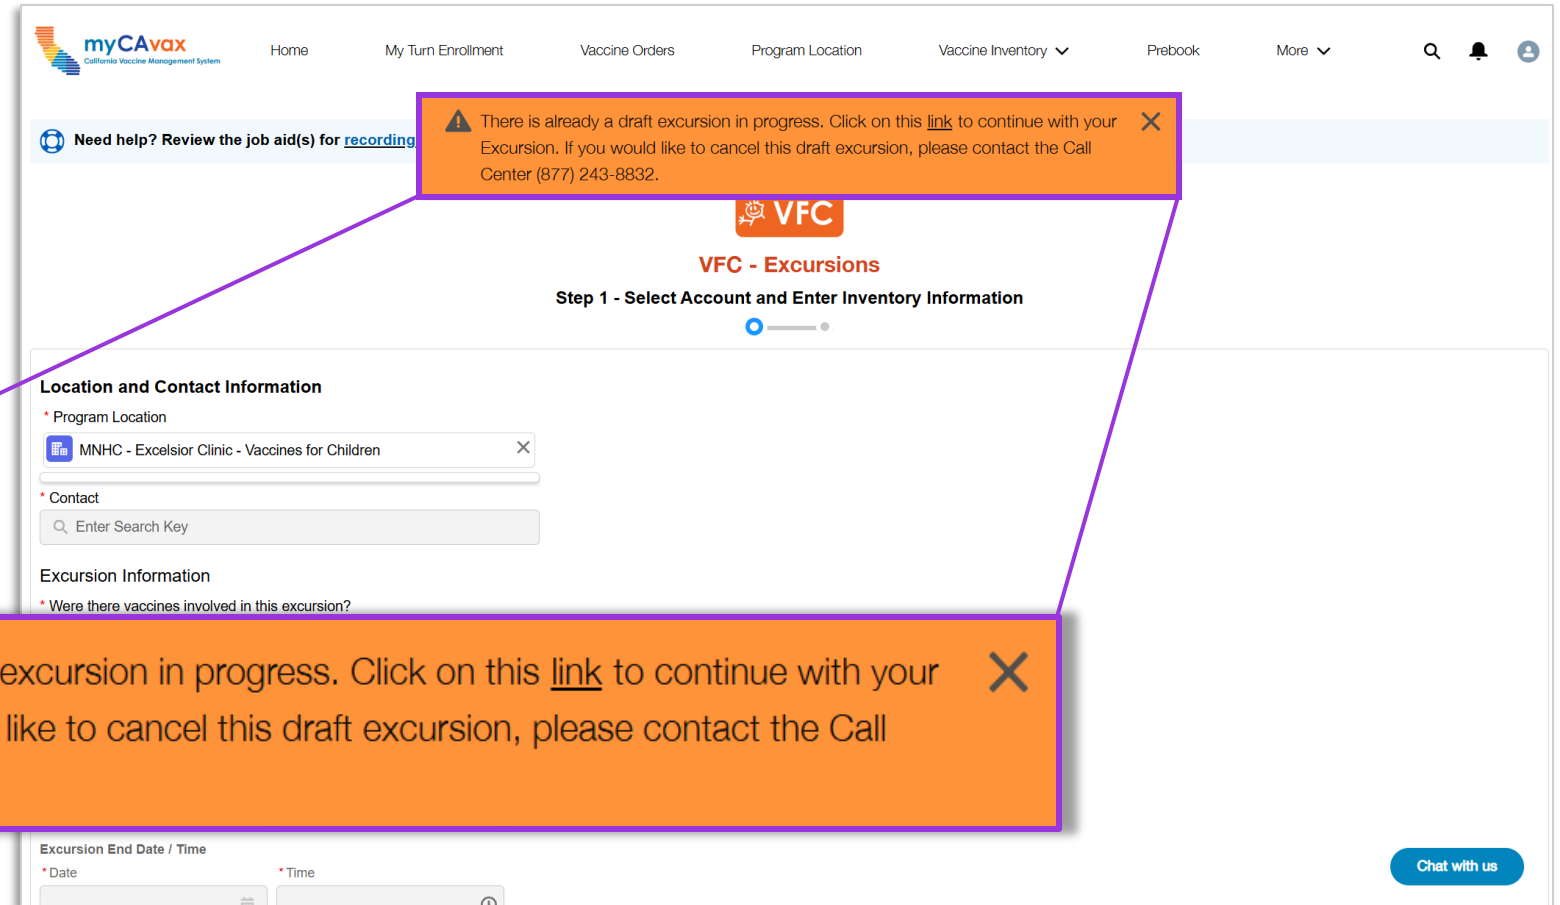 myCAvax
California Vaccine Management System
Home
My Turn Enrollment
Vaccine Orders
Program Location
Vaccine Inventory
Prebook
More
There is already a draft excursion in progress. Click on this link to continue with your
Excursion. If you would like to cancel this draft excursion, please contact the Call
Center (877) 243-8832.
Need help? Review the job aid(s) for recording
VFC
VFC - Excursions
Step 1 - Select Account and Enter Inventory Information
Location and Contact Information
* Program Location
MNHC - Excelsior Clinic - Vaccines for Children
* Contact
Enter Search Key
Excursion Information
* Were there vaccines involved in this excursion?
excursion in progress. Click on this link to continue with your
like to cancel this draft excursion, please contact the Call
Excursion End Date / Time
* Date
* Time
Chat with us